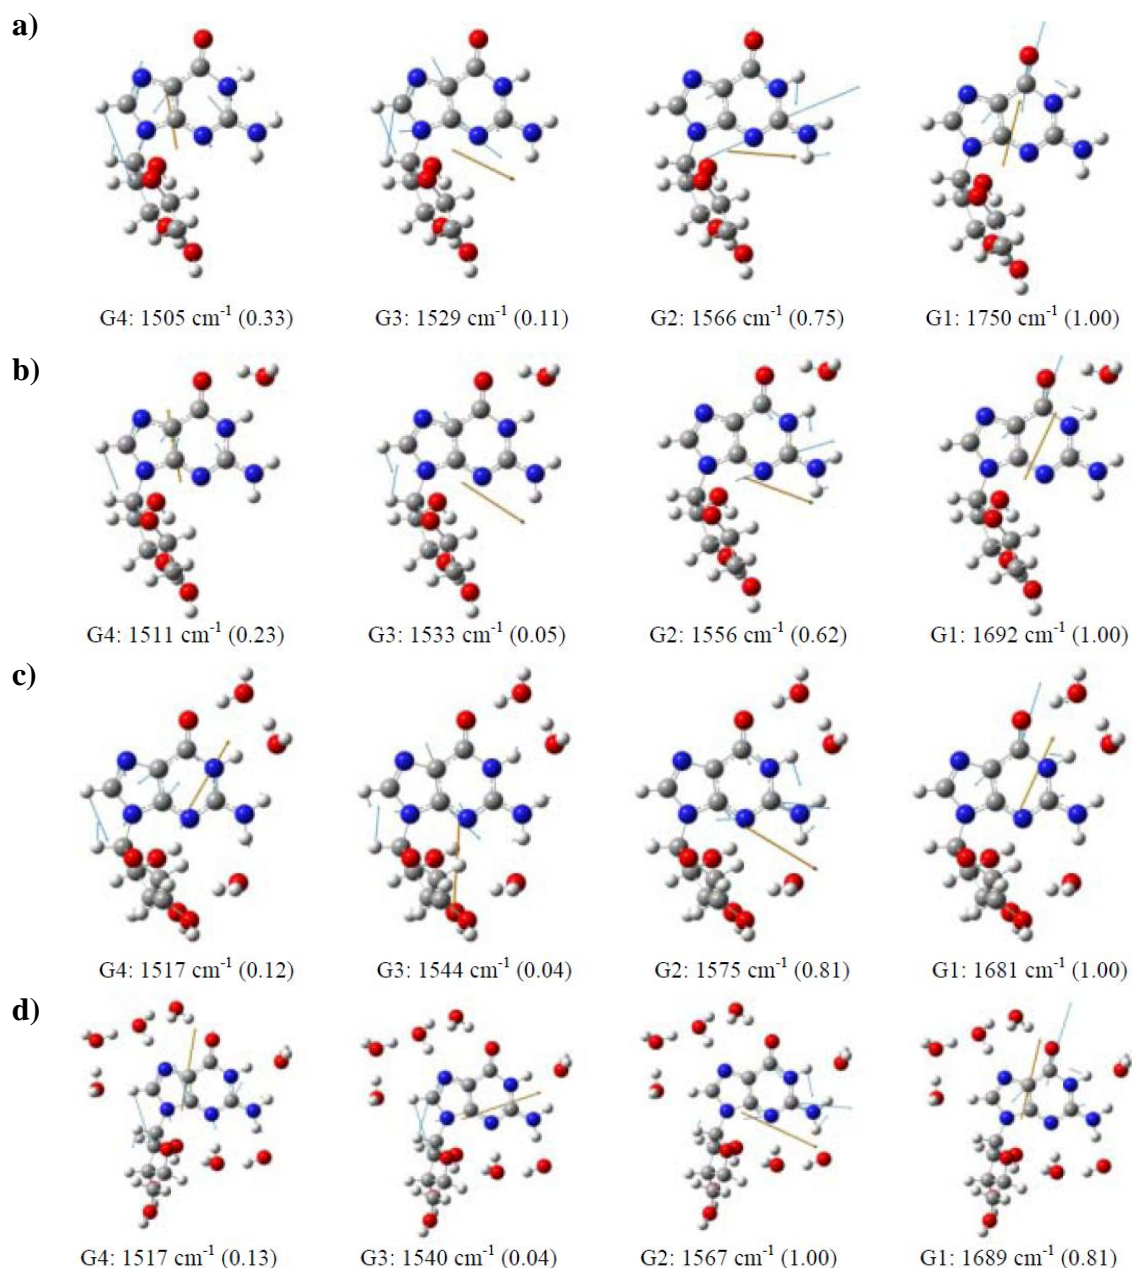 a)
G4: 1505 cm⁻¹ (0.33) G3: 1529 cm⁻¹ (0.11) G2: 1566 cm⁻¹ (0.75) G1: 1750 cm⁻¹ (1.00)
b)
G4: 1511 cm⁻¹ (0.23) G3: 1533 cm⁻¹ (0.05) G2: 1556 cm⁻¹ (0.62) G1: 1692 cm⁻¹ (1.00)
c)
G4: 1517 cm⁻¹ (0.12) G3: 1544 cm⁻¹ (0.04) G2: 1575 cm⁻¹ (0.81) G1: 1681 cm⁻¹ (1.00)
d)
G4: 1517 cm⁻¹ (0.13) G3: 1540 cm⁻¹ (0.04) G2: 1567 cm⁻¹ (1.00) G1: 1689 cm⁻¹ (0.81)